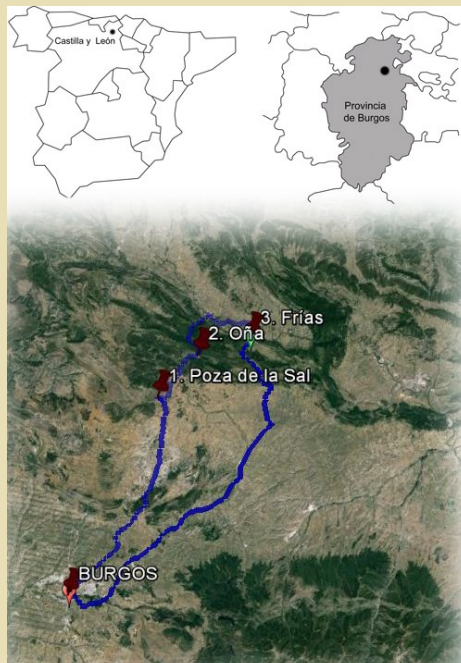 Castilla y León
Provincia
de Burgos
3. Frías
2. Oña
1. Poza de la Sal
BURGOS